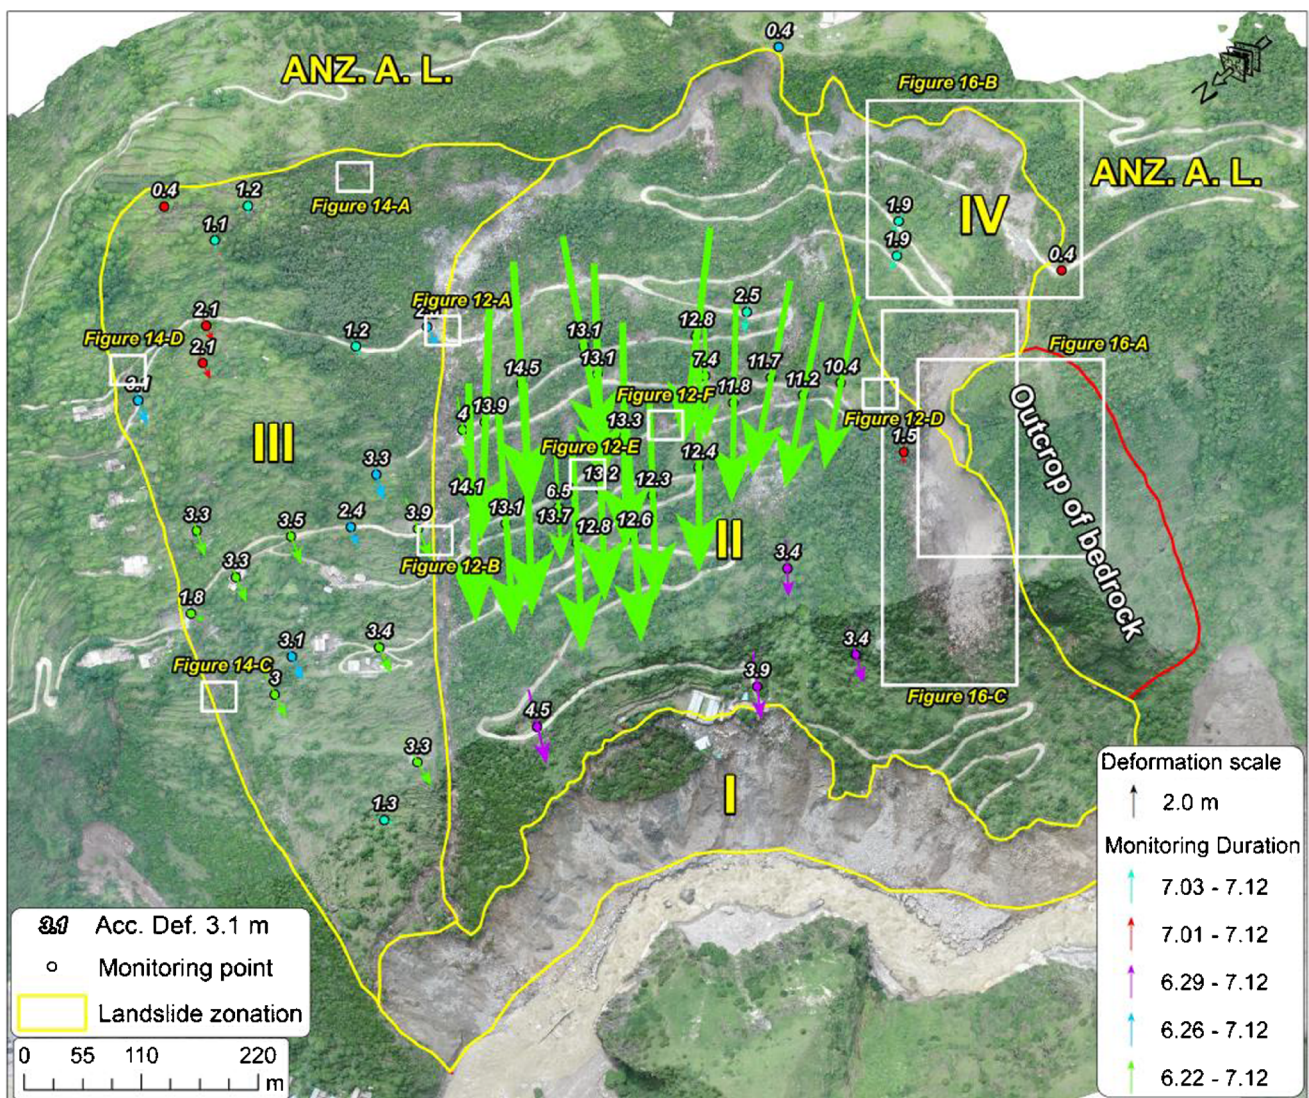 0.4
ANZ. A. L.
Figure 16-B
N
ANZ. A. L.
0.4
1.2
Figure 14-A
1.1
1.9
IV
1.9
0.4
2.1
Figure 12-A
2.5
Figure 14-D
1.2
13.1
12.8
Figure 16-A
2.1
14.5
13.1
7.4
11.7
10.4
3.1
11.8
11.2
Figure 12-F
Outcrop of bedrock
4
13.9
13.3
Figure 12-D
III
Figure 12-E
1.5
3.3
13.2
12.4
14.1
6.5
12.3
3.3
3.5
2.4
3.9
13.1
13.7
12.8
12.6
II
3.3
Figure 12-B
3.4
1.8
3.1
3.4
3.4
Figure 14-C
3
3.9
Figure 16-C
4.5
3.3
I
1.3
Deformation scale
2.0 m
Monitoring Duration
7.03 - 7.12
7.01 - 7.12
6.29 - 7.12
6.26 - 7.12
6.22 - 7.12
3.1 Acc. Def. 3.1 m
Monitoring point
Landslide zonation
0 55 110 220
m